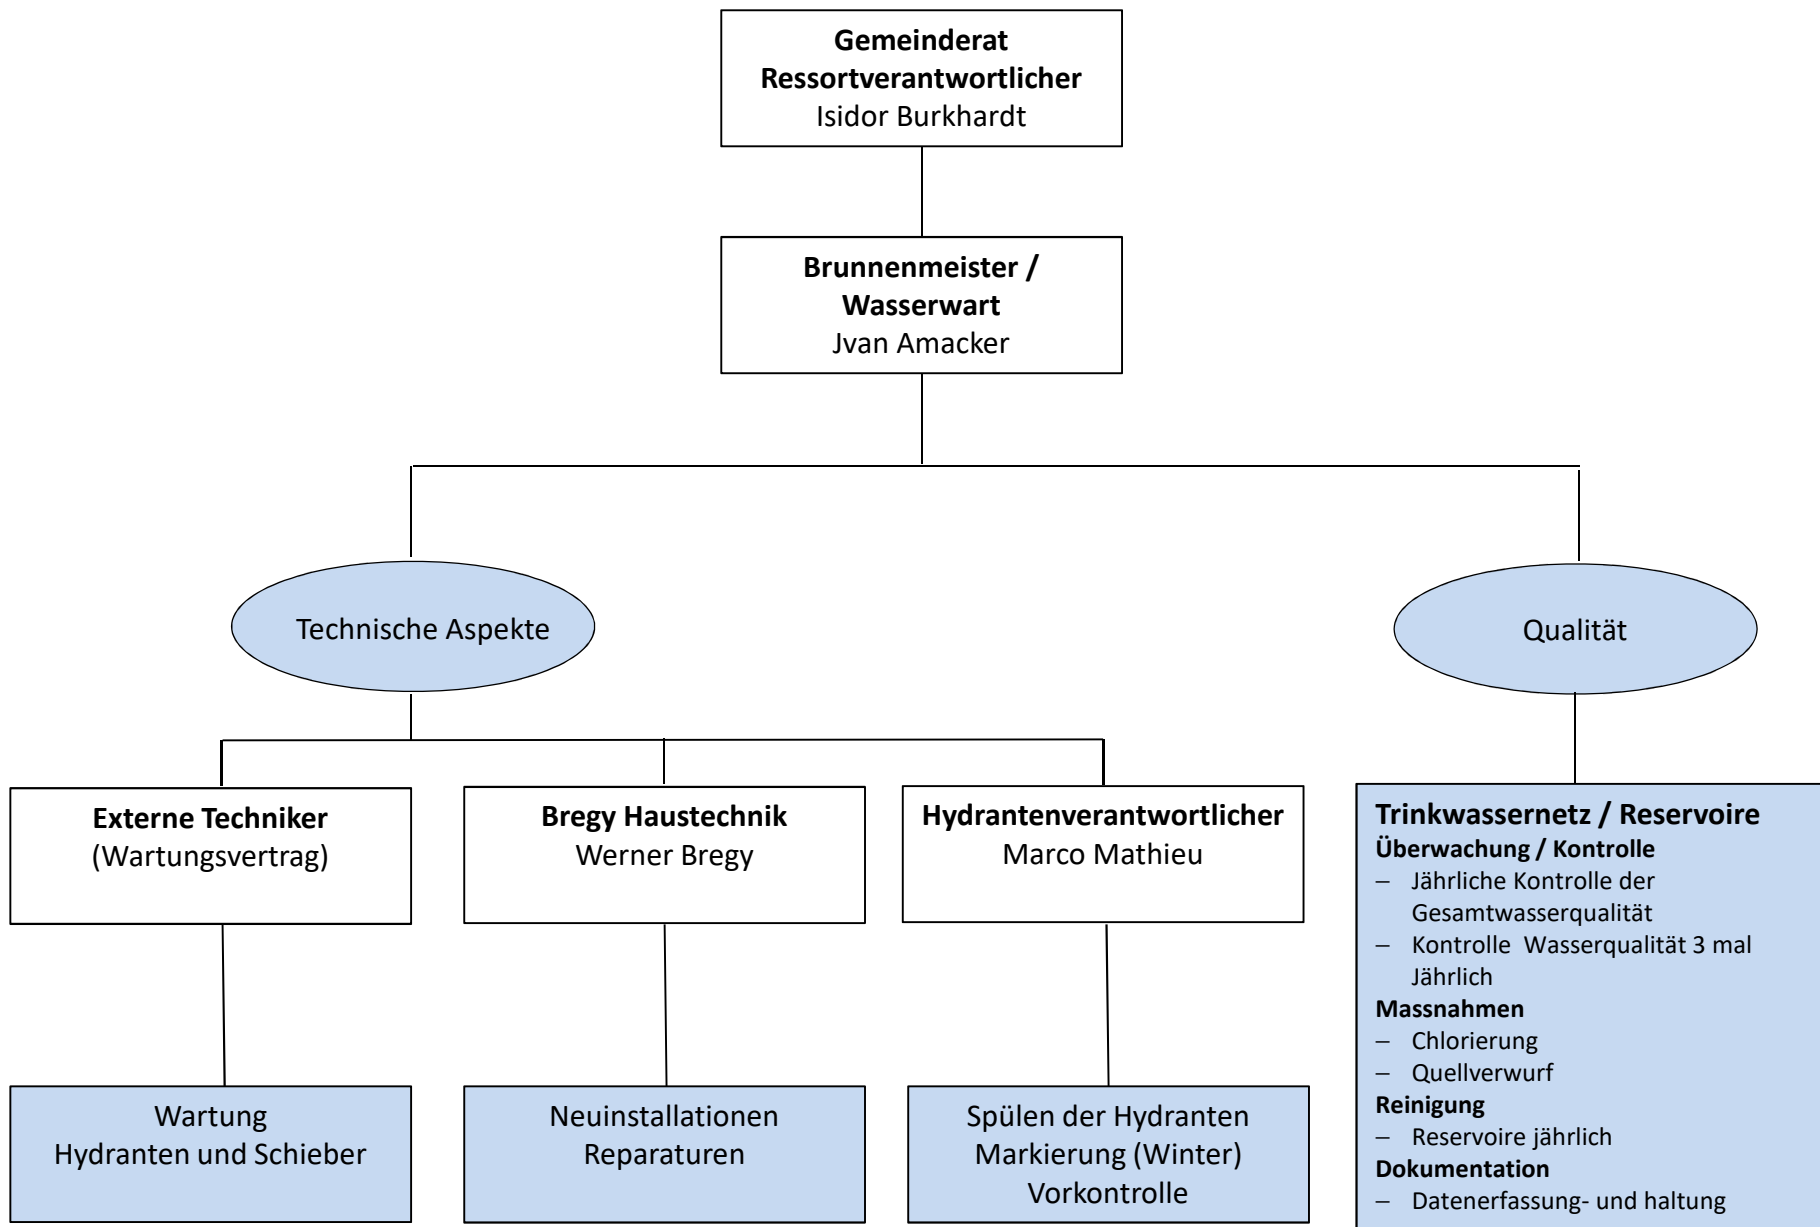 Gemeinderat
Ressortverantwortlicher
Isidor Burkhardt
Brunnenmeister /
Wasserwart
Jvan Amacker
Technische Aspekte
Qualität
Externe Techniker
(Wartungsvertrag)
Bregy Haustechnik
Werner Bregy
Hydrantenverantwortlicher
Marco Mathieu
Wartung
Hydranten und Schieber
Neuinstallationen
Reparaturen
Spülen der Hydranten
Markierung (Winter)
Vorkontrolle
Trinkwassernetz / Reservoire
Überwachung / Kontrolle
– Jährliche Kontrolle der
Gesamtwasserqualität
– Kontrolle  Wasserqualität 3 mal
Jährlich
Massnahmen
– Chlorierung
– Quellverwurf
Reinigung
– Reservoire jährlich
Dokumentation
– Datenerfassung- und haltung